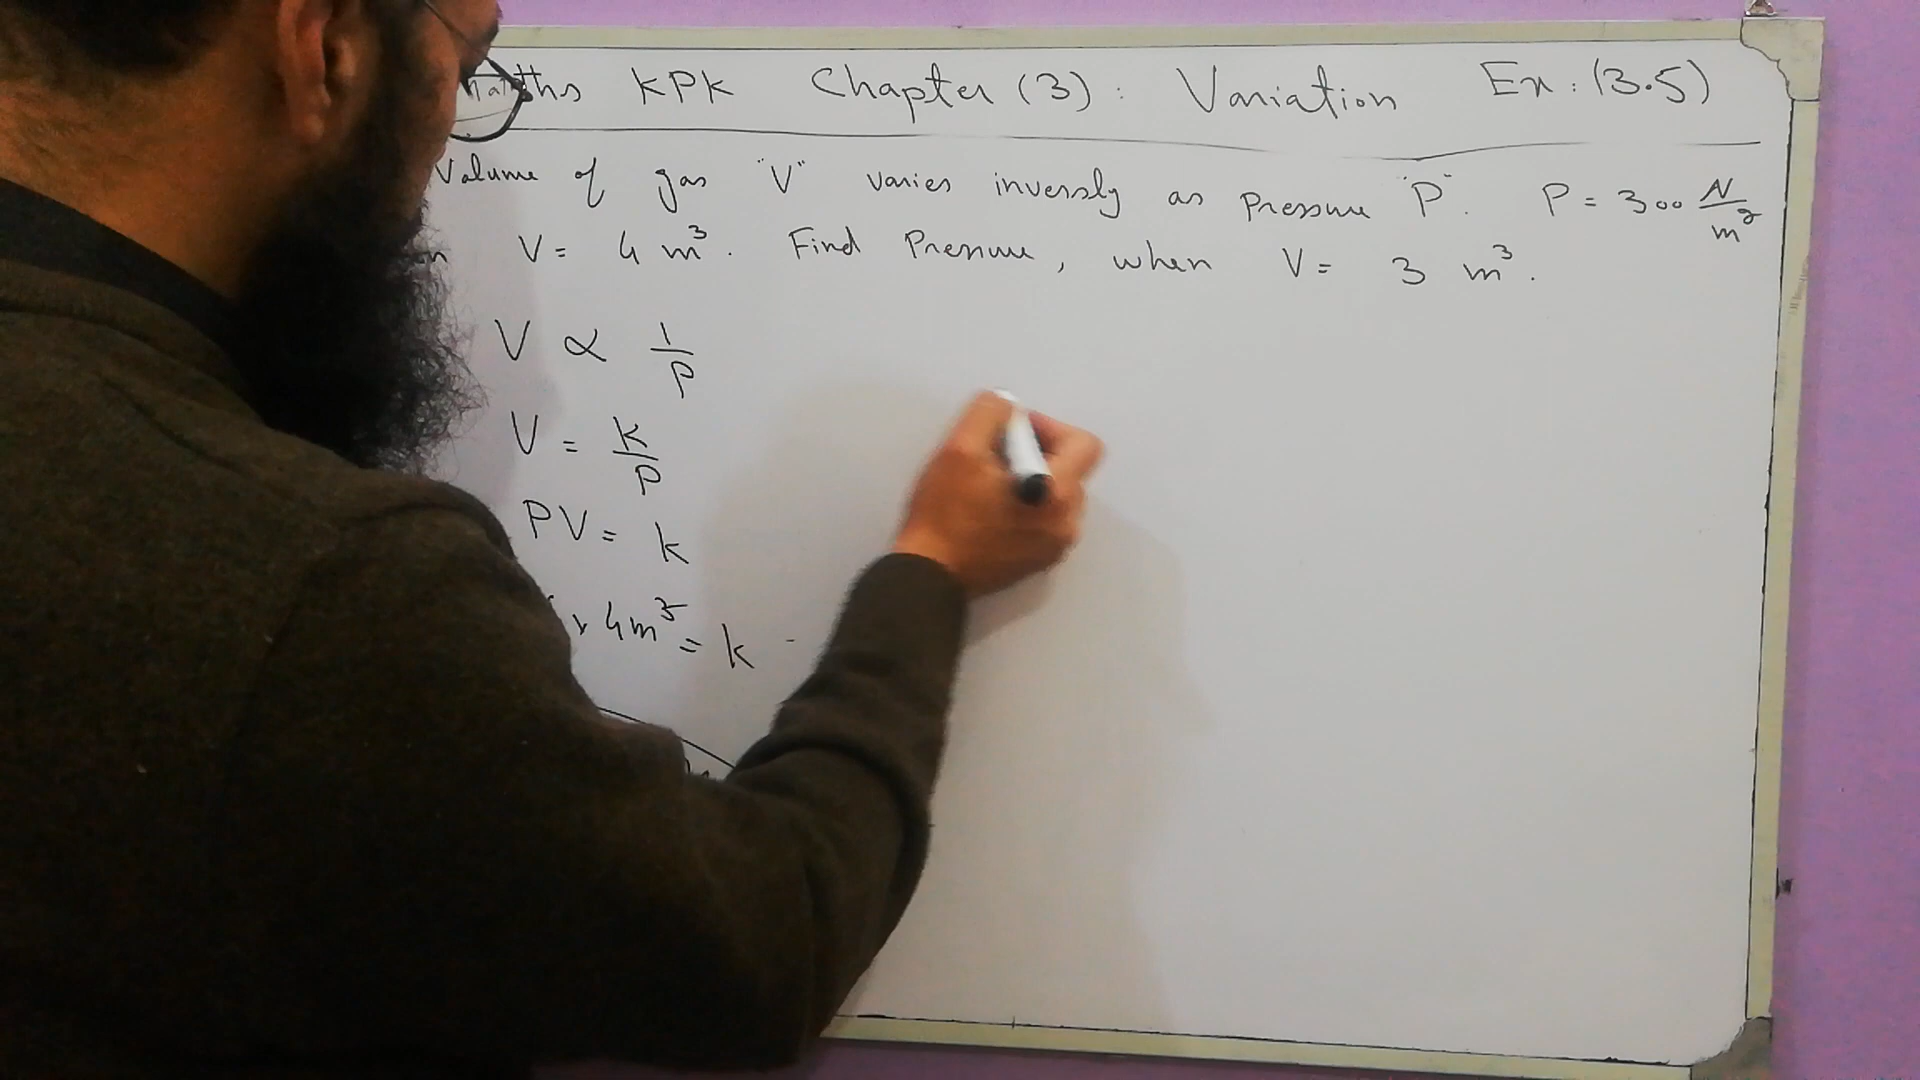 Maths KPK Chapter (3) : Variation Ex : (3.5)
Volume of gas "V" varies inversly as pressure "P". P = 300 N/m²
V = 4 m³. Find Pressure, when V = 3 m³.
V ∝ 1/P
V = k/P
PV = k
x 4m³ = k